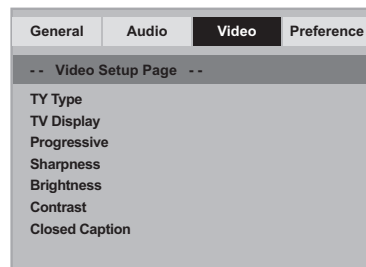 General Audio Video Preference
-- Video Setup Page --
TY Type
TV Display
Progressive
Sharpness
Brightness
Contrast
Closed Caption